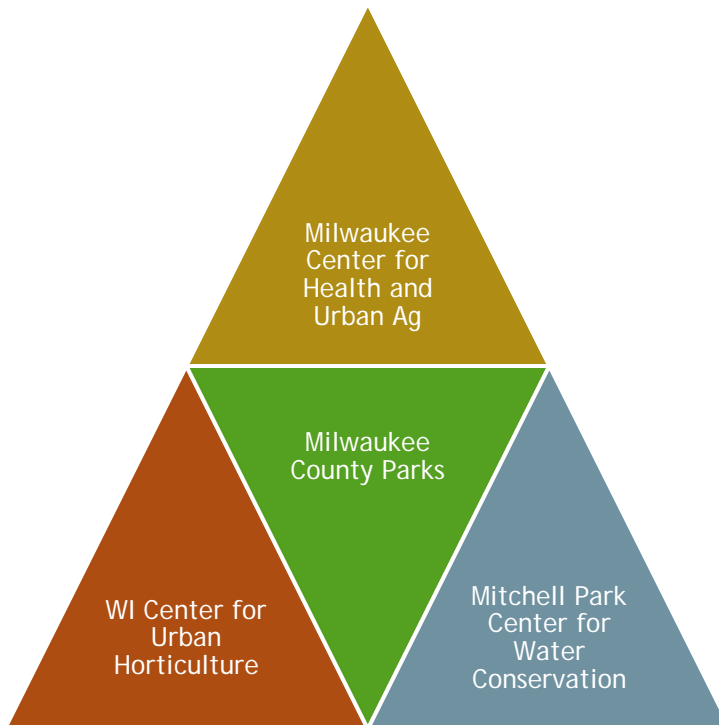 Milwaukee
Center for
Health and
Urban Ag
Milwaukee
County Parks
WI Center for
Urban
Horticulture
Mitchell Park
Center for
Water
Conservation